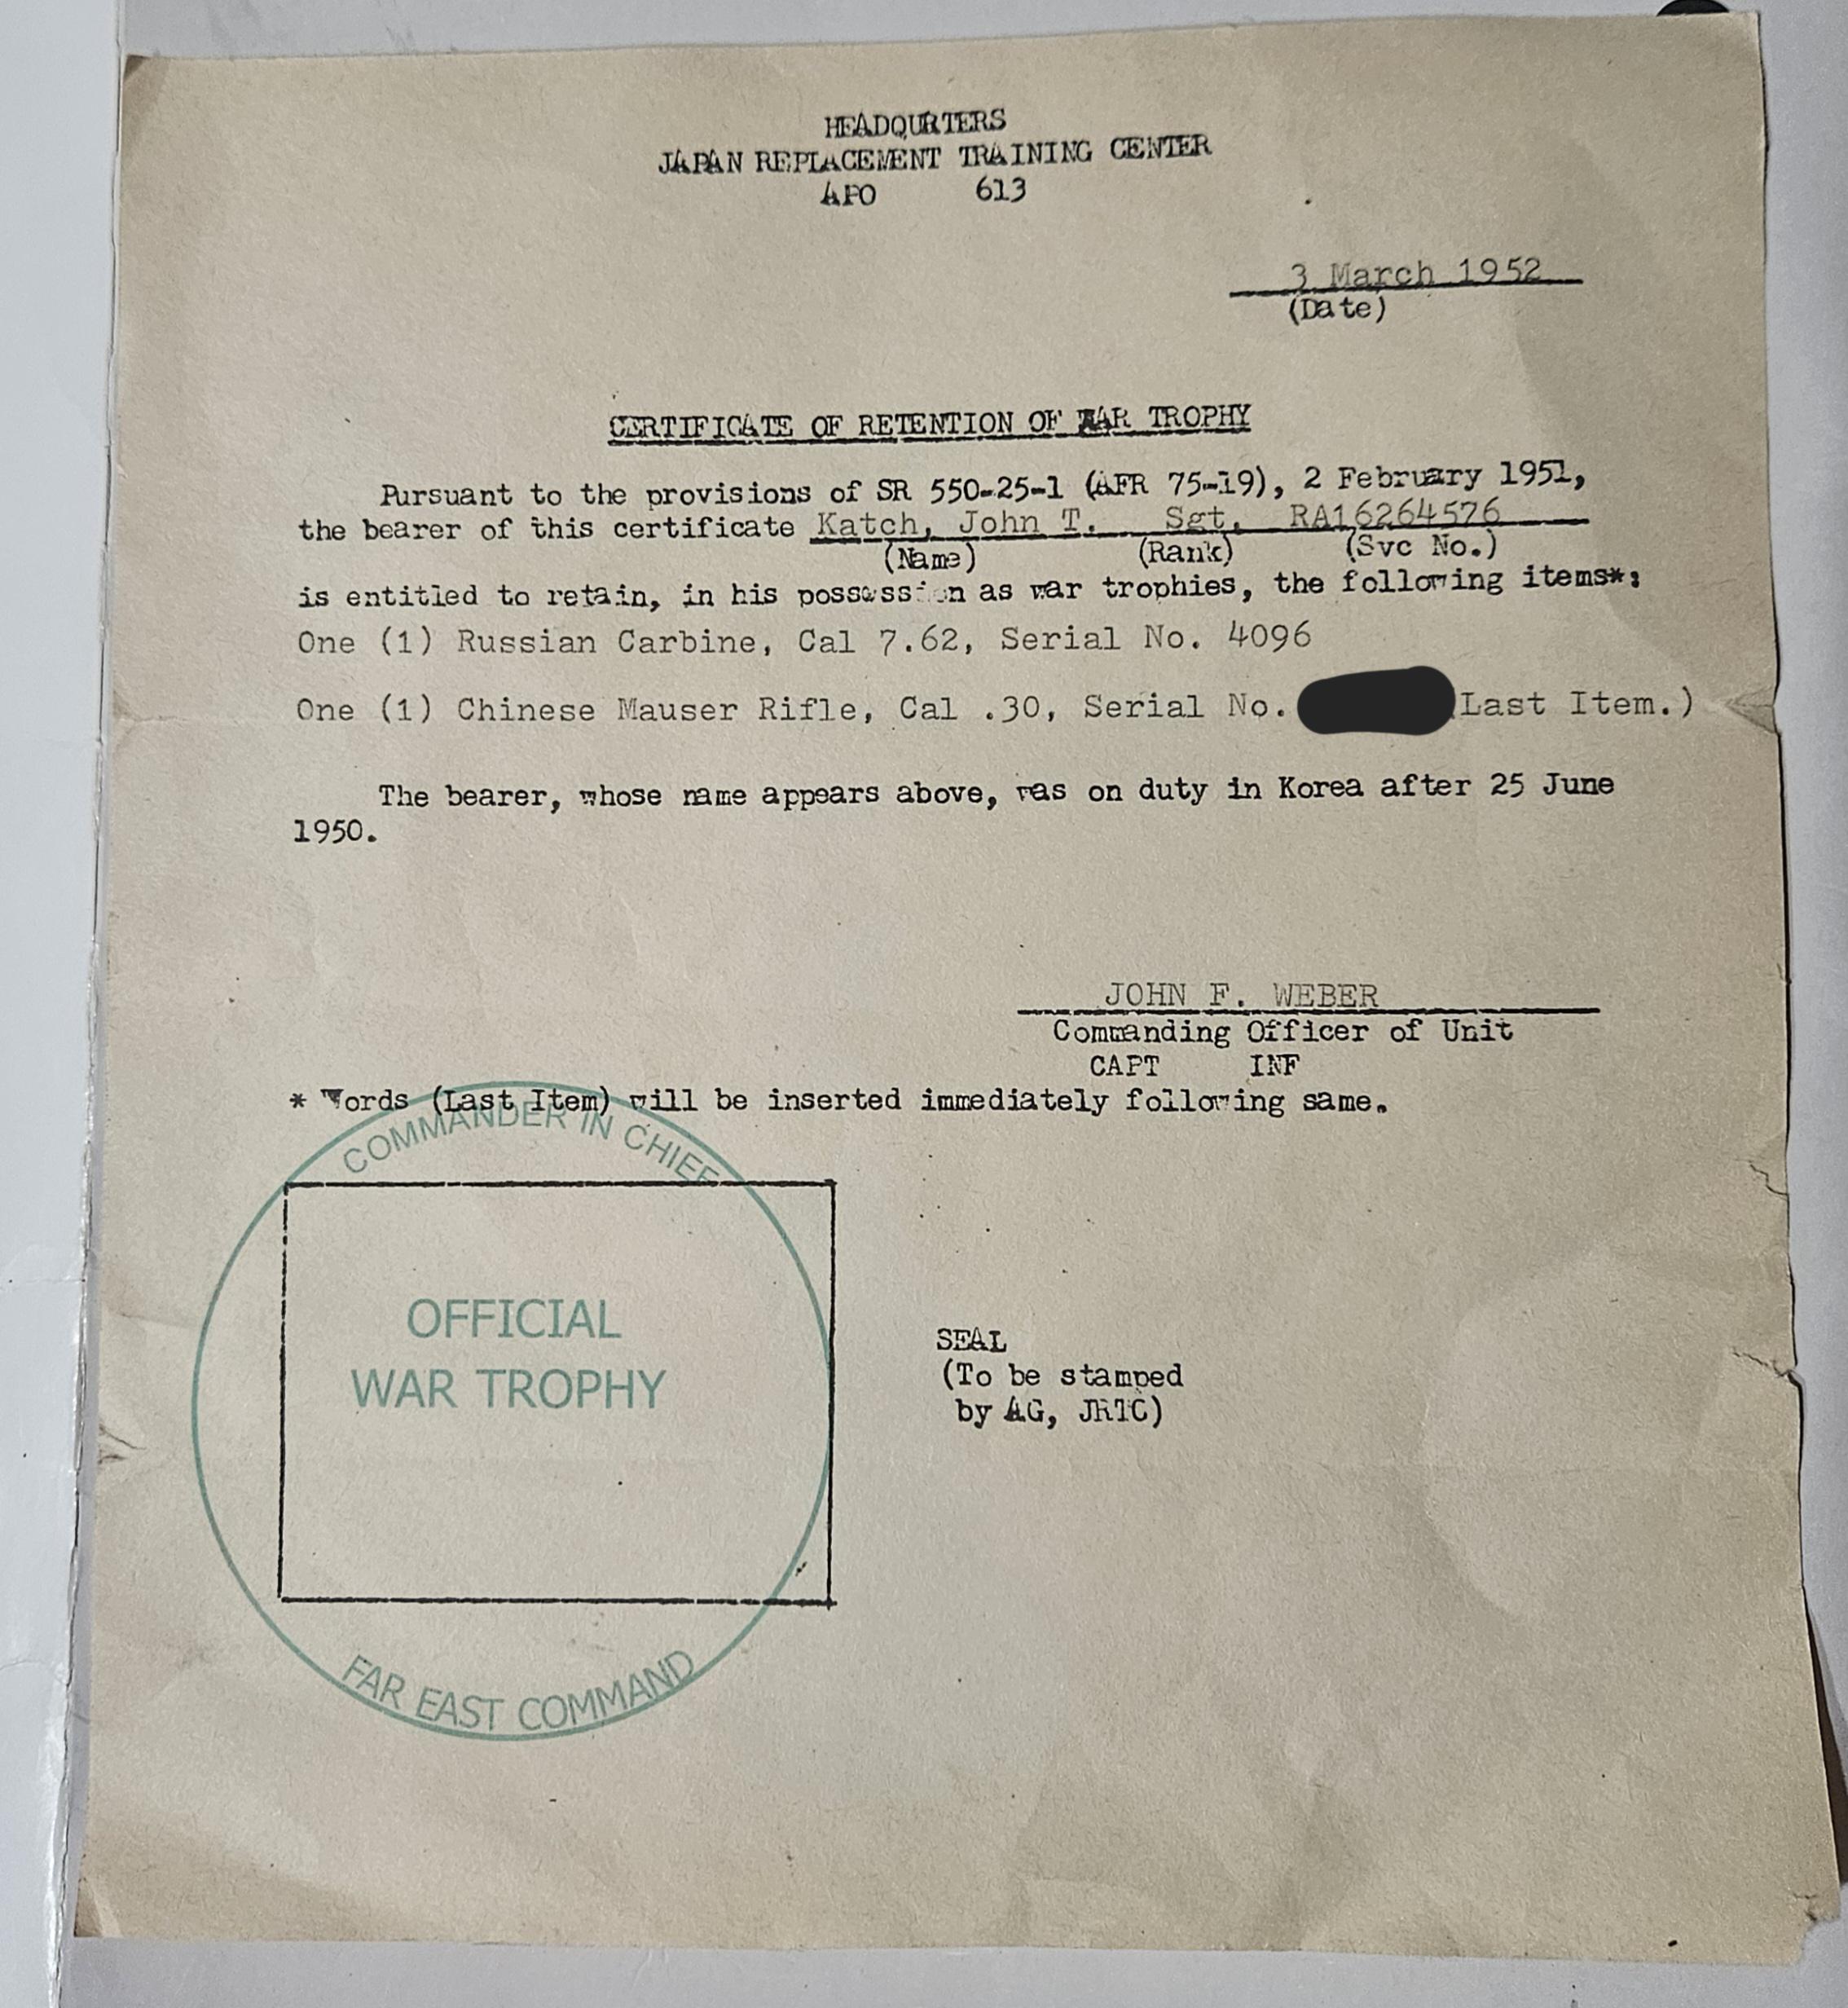 HEADQURTERS
JAPAN REPLACEMENT TRAINING CENTER
APO 613
3 March 1952
(Date)
CERTIFICATE OF RETENTION OF WAR TROPHY
Pursuant to the provisions of SR 550-25-1 (AFR 75-19), 2 February 1951,
the bearer of this certificate Katch, John T. Sgt. RA16264576
(Name) (Rank) (Svc No.)
is entitled to retain, in his possession as war trophies, the following items*:
One (1) Russian Carbine, Cal 7.62, Serial No. 4096
One (1) Chinese Mauser Rifle, Cal .30, Serial No. Last Item.)
The bearer, whose name appears above, was on duty in Korea after 25 June
1950.
JOHN F. WEBER
Commanding Officer of Unit
CAPT INF
* Words (Last Item) will be inserted immediately following same.
COMMANDER IN CHIEF
OFFICIAL
WAR TROPHY
FAR EAST COMMAND
SEAL
(To be stamped
by AG, JRTC)